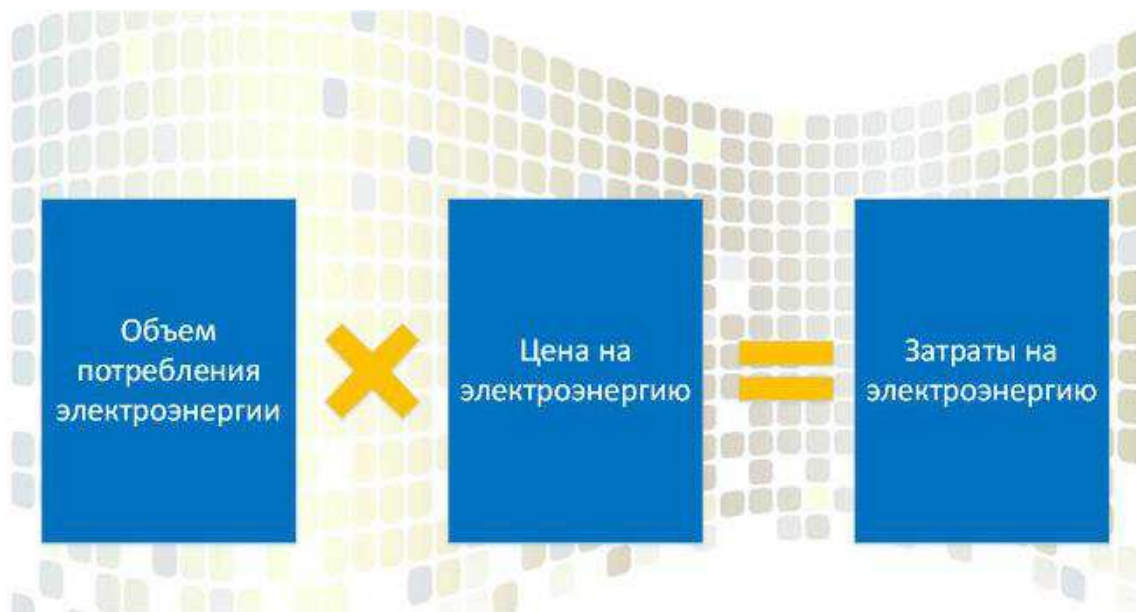 Объем
потребления
электроэнергии
Цена на
электроэнергию
Затраты на
электроэнергию